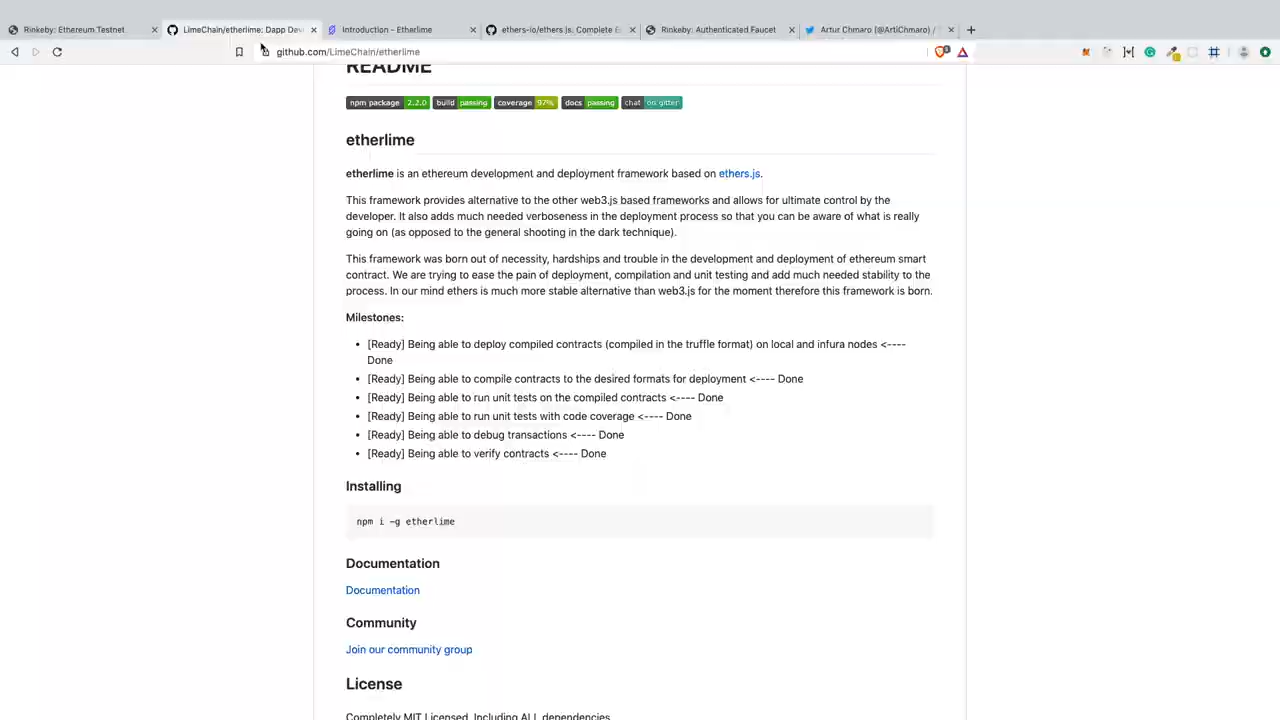 Rinkeby: Ethereum Testnet
LimeChain/etherlime: Dapp Dev
Introduction - Etherlime
ethers-io/ethers.js: Complete E
Rinkeby: Authenticated Faucet
Artur Chmaro (@ArtiChmaro) /
github.com/LimeChain/etherlime
README
npm package 2.2.0 build passing coverage 97% docs passing chat on gitter
etherlime
etherlime is an ethereum development and deployment framework based on ethers.js.
This framework provides alternative to the other web3.js based frameworks and allows for ultimate control by the
developer. It also adds much needed verboseness in the deployment process so that you can be aware of what is really
going on (as opposed to the general shooting in the dark technique).
This framework was born out of necessity, hardships and trouble in the development and deployment of ethereum smart
contract. We are trying to ease the pain of deployment, compilation and unit testing and add much needed stability to the
process. In our mind ethers is much more stable alternative than web3.js for the moment therefore this framework is born.
Milestones:
• [Ready] Being able to deploy compiled contracts (compiled in the truffle format) on local and infura nodes <----
Done
• [Ready] Being able to compile contracts to the desired formats for deployment <---- Done
• [Ready] Being able to run unit tests on the compiled contracts <---- Done
• [Ready] Being able to run unit tests with code coverage <---- Done
• [Ready] Being able to debug transactions <---- Done
• [Ready] Being able to verify contracts <---- Done
Installing
npm i -g etherlime
Documentation
Documentation
Community
Join our community group
License
Completely MIT Licensed. Including ALL dependencies.